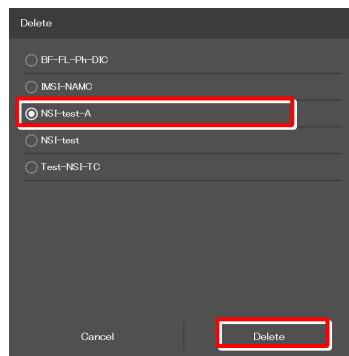 Delete
BF-FL-Ph-DIC
IMSI-NAMC
NSI-test-A
NSI-test
Test-NSI-TC
Cancel
Delete